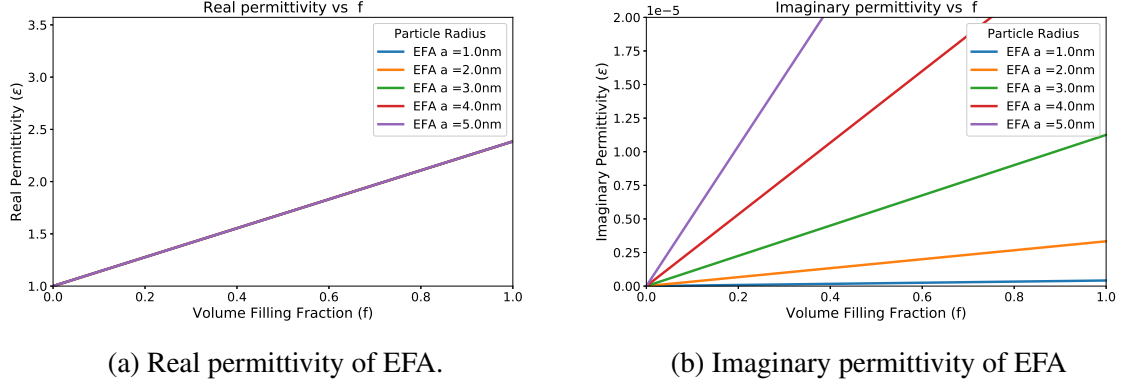 Real permittivity vs f
Real Permittivity (ε)
3.5
3.0
2.5
2.0
1.5
1.0
0.0 0.2 0.4 0.6 0.8 1.0
Volume Filling Fraction (f)
Particle Radius
EFA a =1.0nm
EFA a =2.0nm
EFA a =3.0nm
EFA a =4.0nm
EFA a =5.0nm
(a) Real permittivity of EFA.
1e−5
Imaginary permittivity vs f
Imaginary Permittivity (ε)
2.00
1.75
1.50
1.25
1.00
0.75
0.50
0.25
0.00
0.0 0.2 0.4 0.6 0.8 1.0
Volume Filling Fraction (f)
Particle Radius
EFA a =1.0nm
EFA a =2.0nm
EFA a =3.0nm
EFA a =4.0nm
EFA a =5.0nm
(b) Imaginary permittivity of EFA